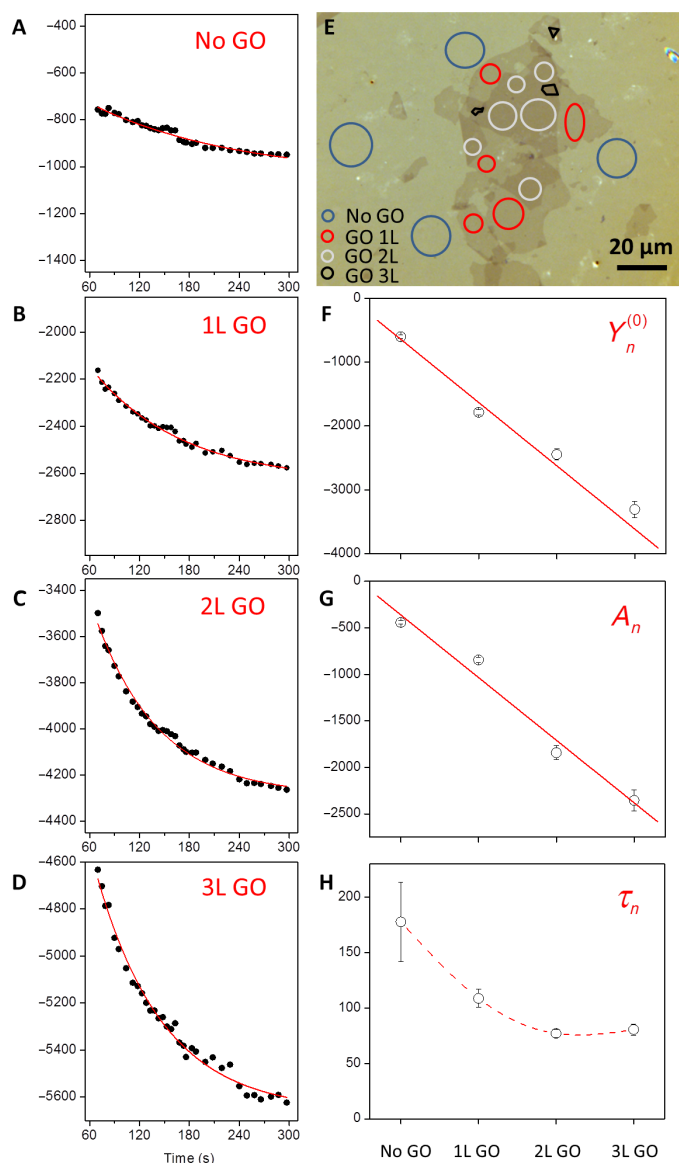 A
No GO
−400
−600
−800
−1000
−1200
−1400
60 120 180 240 300
B
1L GO
−2000
−2200
−2400
−2600
−2800
60 120 180 240 300
C
2L GO
−3400
−3600
−3800
−4000
−4200
−4400
60 120 180 240 300
D
3L GO
−4600
−4800
−5000
−5200
−5400
−5600
60 120 180 240 300
Time (s)
E
No GO
GO 1L
GO 2L
GO 3L
20 μm
F
Yₙ⁽⁰⁾
0
−1000
−2000
−3000
−4000
G
Aₙ
0
−500
−1000
−1500
−2000
−2500
H
τₙ
200
150
100
50
0
No GO 1L GO 2L GO 3L GO